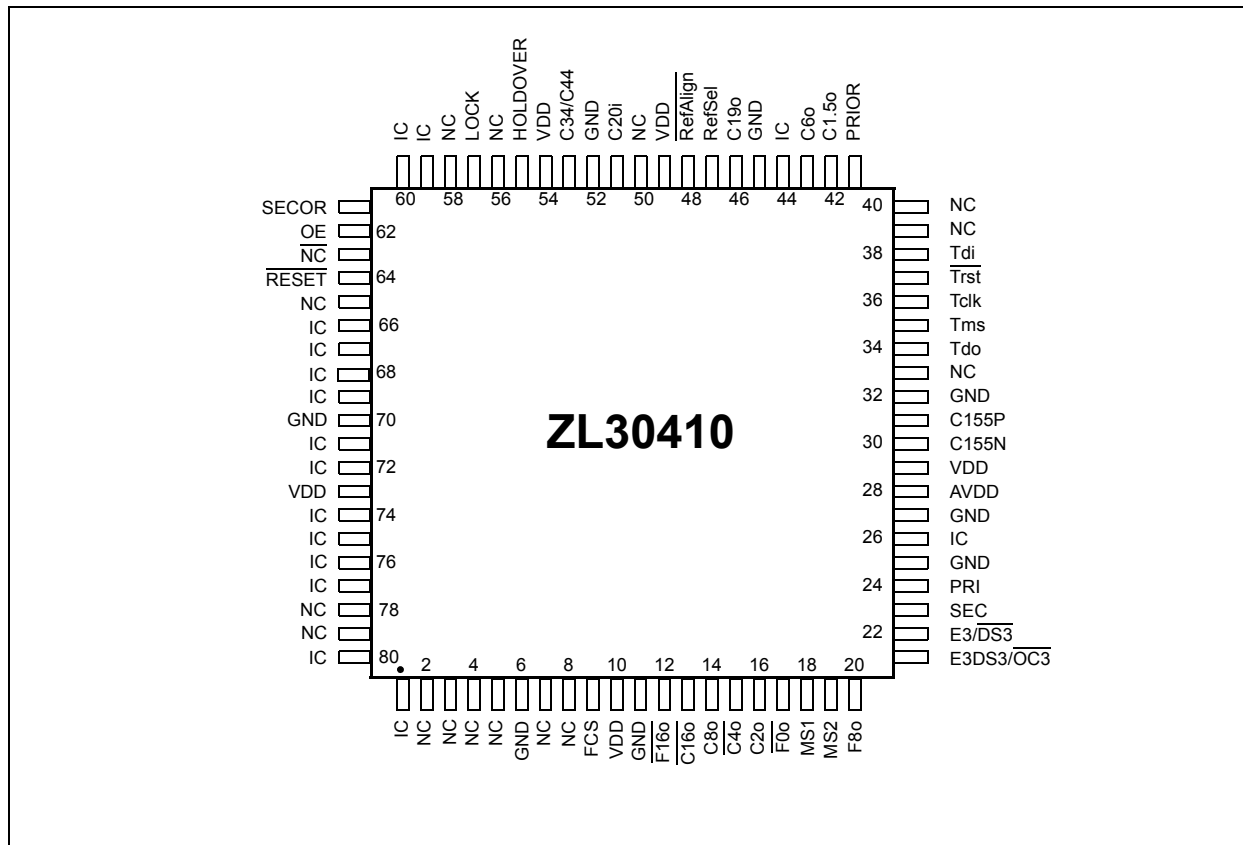 IC
IC
NC
LOCK
NC
HOLDOVER
VDD
C34/C44
GND
C20i
NC
VDD
RefAlign
RefSel
C19o
GND
IC
C6o
C1.5o
PRIOR
60 58 56 54 52 50 48 46 44 42
SECOR 40 NC
OE 62 NC
NC 38 Tdi
RESET 64 Trst
NC 36 Tclk
IC 66 Tms
IC 34 Tdo
IC 68 NC
IC 32 GND
GND 70 C155P
IC 30 C155N
IC 72 VDD
VDD 28 AVDD
IC 74 GND
IC 26 IC
IC 76 GND
IC 24 PRI
NC 78 SEC
NC 22 E3/DS3
IC 80 E3DS3/OC3
ZL30410
2 4 6 8 10 12 14 16 18 20
IC
NC
NC
NC
NC
GND
NC
NC
FCS
VDD
GND
F16o
C16o
C8o
C4o
C2o
F0o
MS1
MS2
F8o